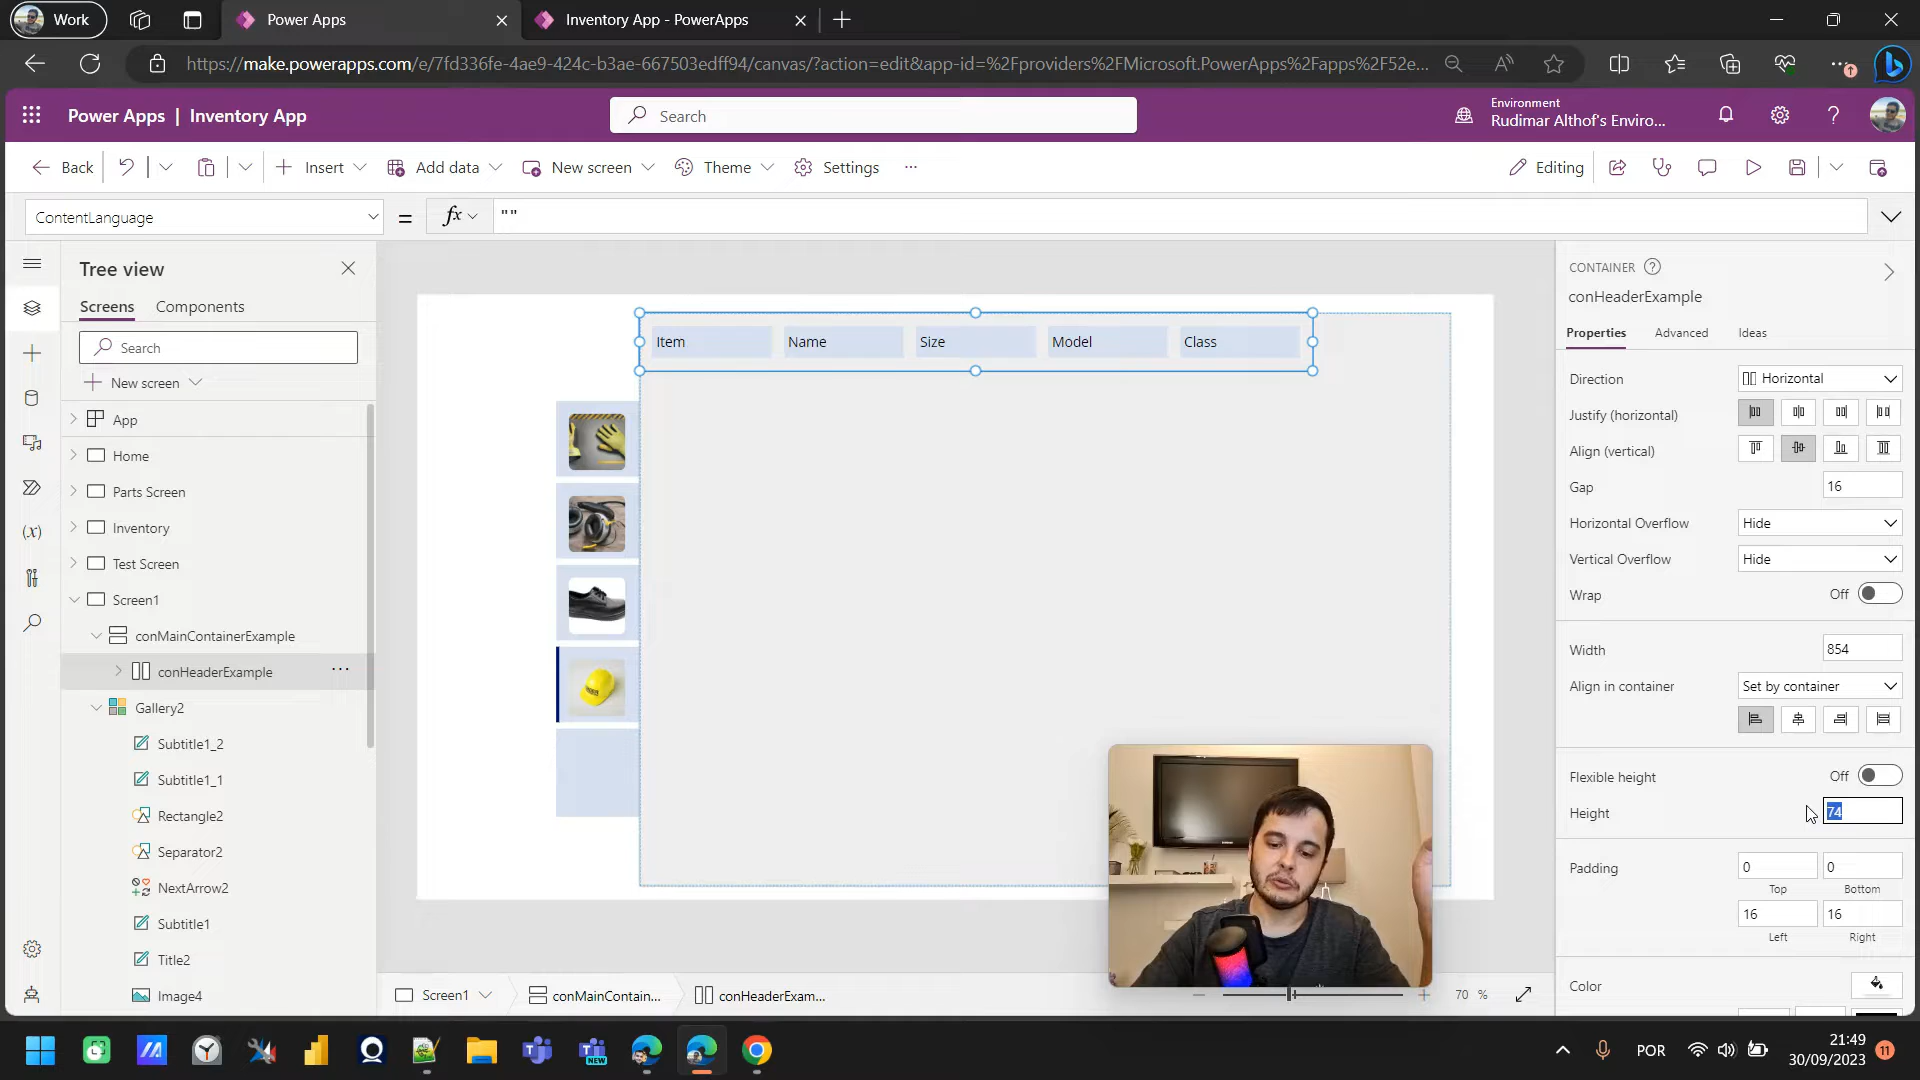 Work
Power Apps
Inventory App - PowerApps
https://make.powerapps.com/e/7fd336fe-4ae9-424c-b3ae-667503edff94/canvas/?action=edit&app-id=%2Fproviders%2FMicrosoft.PowerApps%2Fapps%2F52e...
Power Apps | Inventory App
Search
Environment
Rudimar Althof's Enviro...
Back
Insert
Add data
New screen
Theme
Settings
...
Editing
ContentLanguage
=
fx
""
Tree view
Screens
Components
Search
New screen
App
Home
Parts Screen
Inventory
Test Screen
Screen1
conMainContainerExample
conHeaderExample
...
Gallery2
Subtitle1_2
Subtitle1_1
Rectangle2
Separator2
NextArrow2
Subtitle1
Title2
Image4
Item
Name
Size
Model
Class
Screen1
conMainContain...
conHeaderExam...
70 %
CONTAINER
conHeaderExample
Properties
Advanced
Ideas
Direction
Horizontal
Justify (horizontal)
Align (vertical)
Gap
16
Horizontal Overflow
Hide
Vertical Overflow
Hide
Wrap
Off
Width
854
Align in container
Set by container
Flexible height
Off
Height
74
Padding
0
0
Top
Bottom
16
16
Left
Right
Color
NEW
POR
21:49
30/09/2023
11